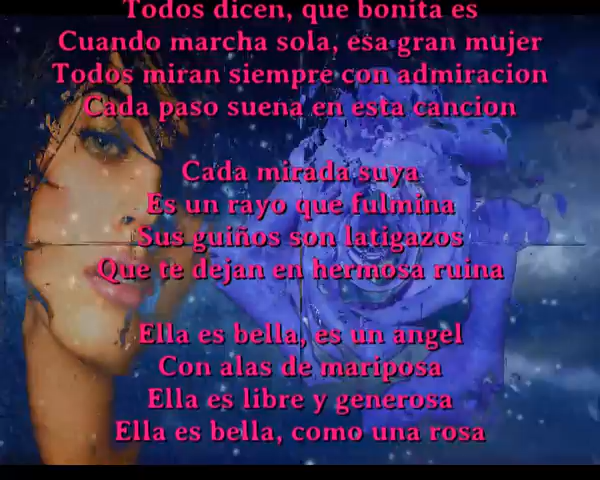 Todos dicen, que bonita es
Cuando marcha sola, esa gran mujer
Todos miran siempre con admiracion
Cada paso suena en esta cancion
Cada mirada suya
Es un rayo que fulmina
Sus guiños son latigazos
Que te dejan en hermosa ruina
Ella es bella, es un angel
Con alas de mariposa
Ella es libre y generosa
Ella es bella, como una rosa